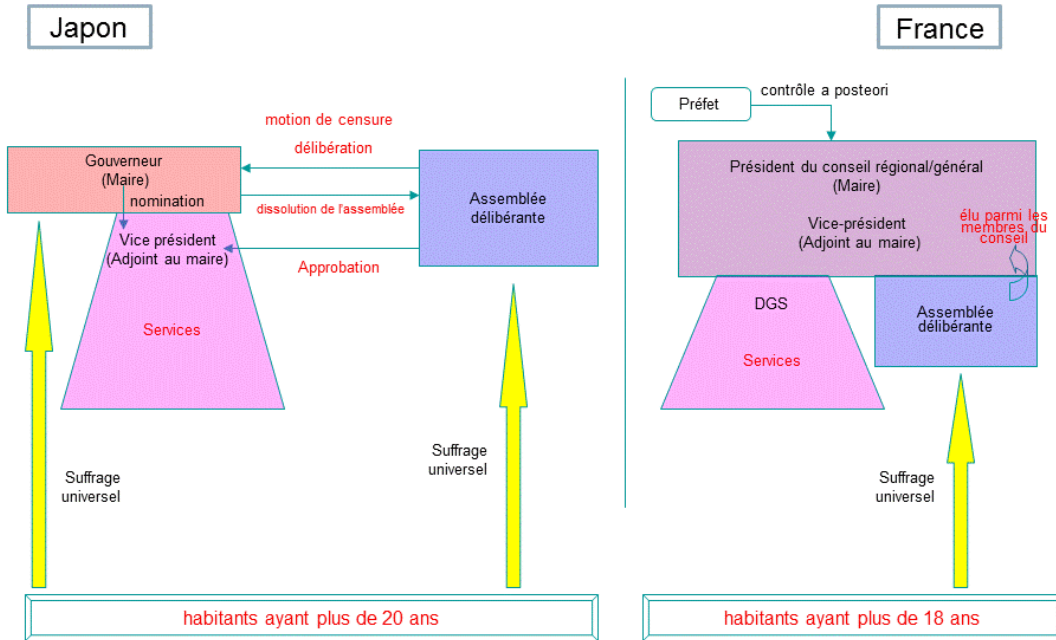 Japon
France
Préfet
contrôle a posteori
motion de censure
délibération
Gouverneur
(Maire)
nomination
dissolution de l'assemblée
Assemblée
délibérante
Vice président
(Adjoint au maire)
Approbation
Services
Président du conseil régional/général
(Maire)
Vice-président
(Adjoint au maire)
élu parmi les
membres du
conseil
DGS
Services
Assemblée
délibérante
Suffrage
universel
Suffrage
universel
Suffrage
universel
habitants ayant plus de 20 ans
habitants ayant plus de 18 ans